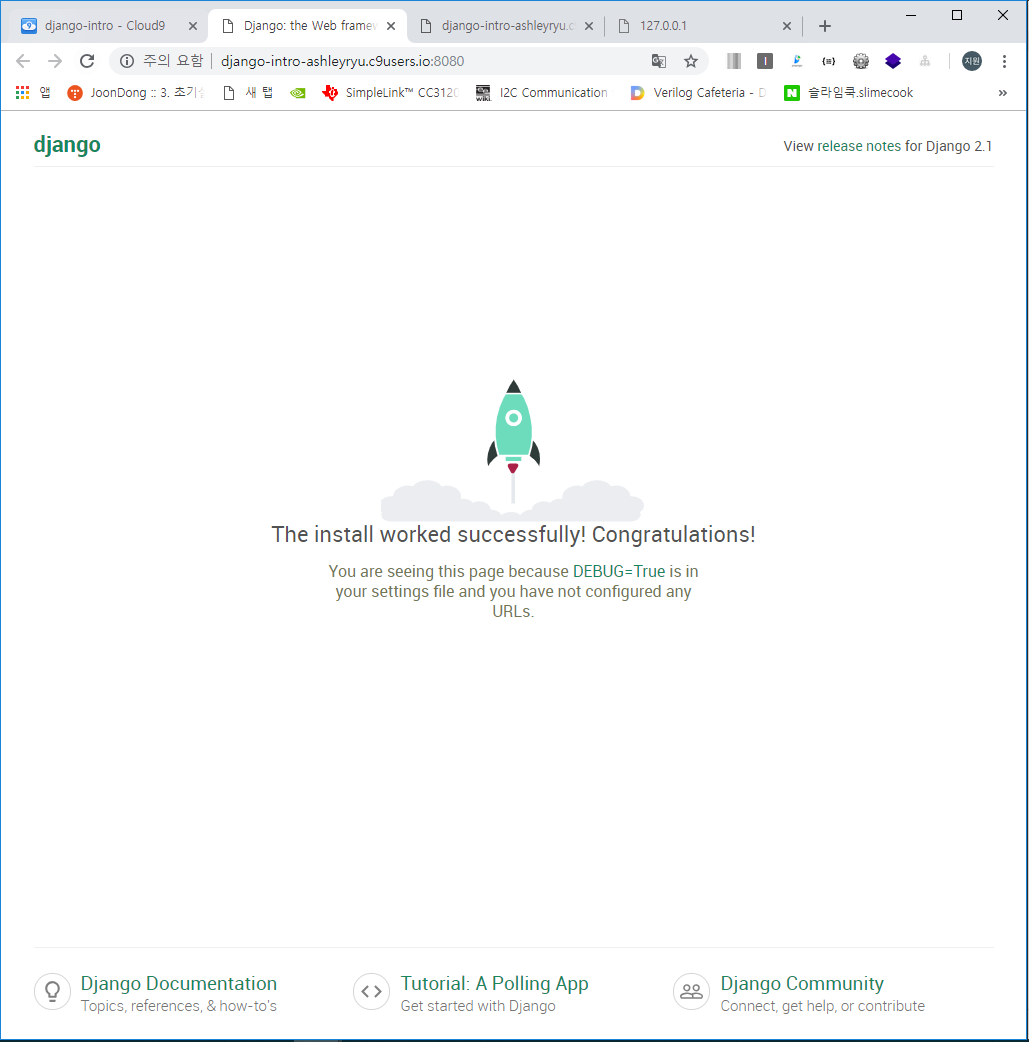 django-intro - Cloud9
Django: the Web framew
django-intro-ashleyryu.c
127.0.0.1
주의 요함
django-intro-ashleyryu.c9users.io:8080
지원
앱
JoonDong :: 3. 초기
새 탭
SimpleLink™ CC3120
I2C Communication
Verilog Cafeteria - D
슬라임쿡.slimecook
»
django
View release notes for Django 2.1
The install worked successfully! Congratulations!
You are seeing this page because DEBUG=True is in
your settings file and you have not configured any
URLs.
Django Documentation
Topics, references, & how-to's
Tutorial: A Polling App
Get started with Django
Django Community
Connect, get help, or contribute